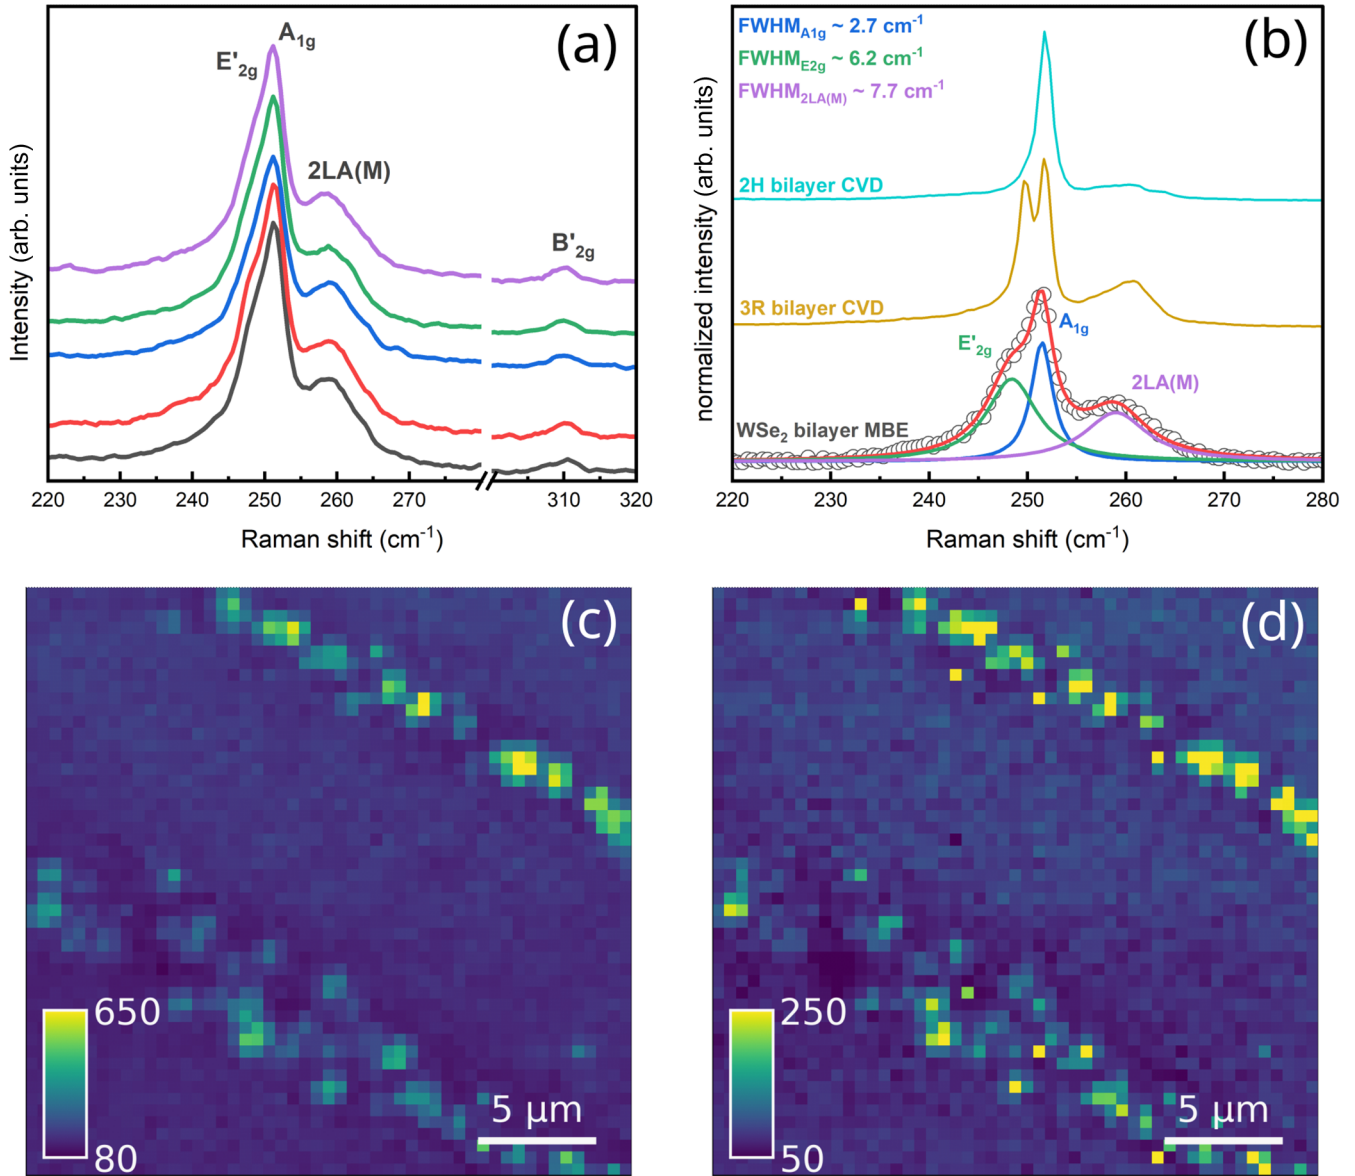 (a)
A1g
E'2g
2LA(M)
B'2g
Intensity (arb. units)
220 230 240 250 260 270 310 320
Raman shift (cm-1)
(b)
FWHMA1g ~ 2.7 cm-1
FWHME2g ~ 6.2 cm-1
FWHM2LA(M) ~ 7.7 cm-1
2H bilayer CVD
3R bilayer CVD
A1g
E'2g
2LA(M)
WSe2 bilayer MBE
normalized intensity (arb. units)
220 230 240 250 260 270 280
Raman shift (cm-1)
(c)
650
80
5 μm
(d)
250
50
5 μm